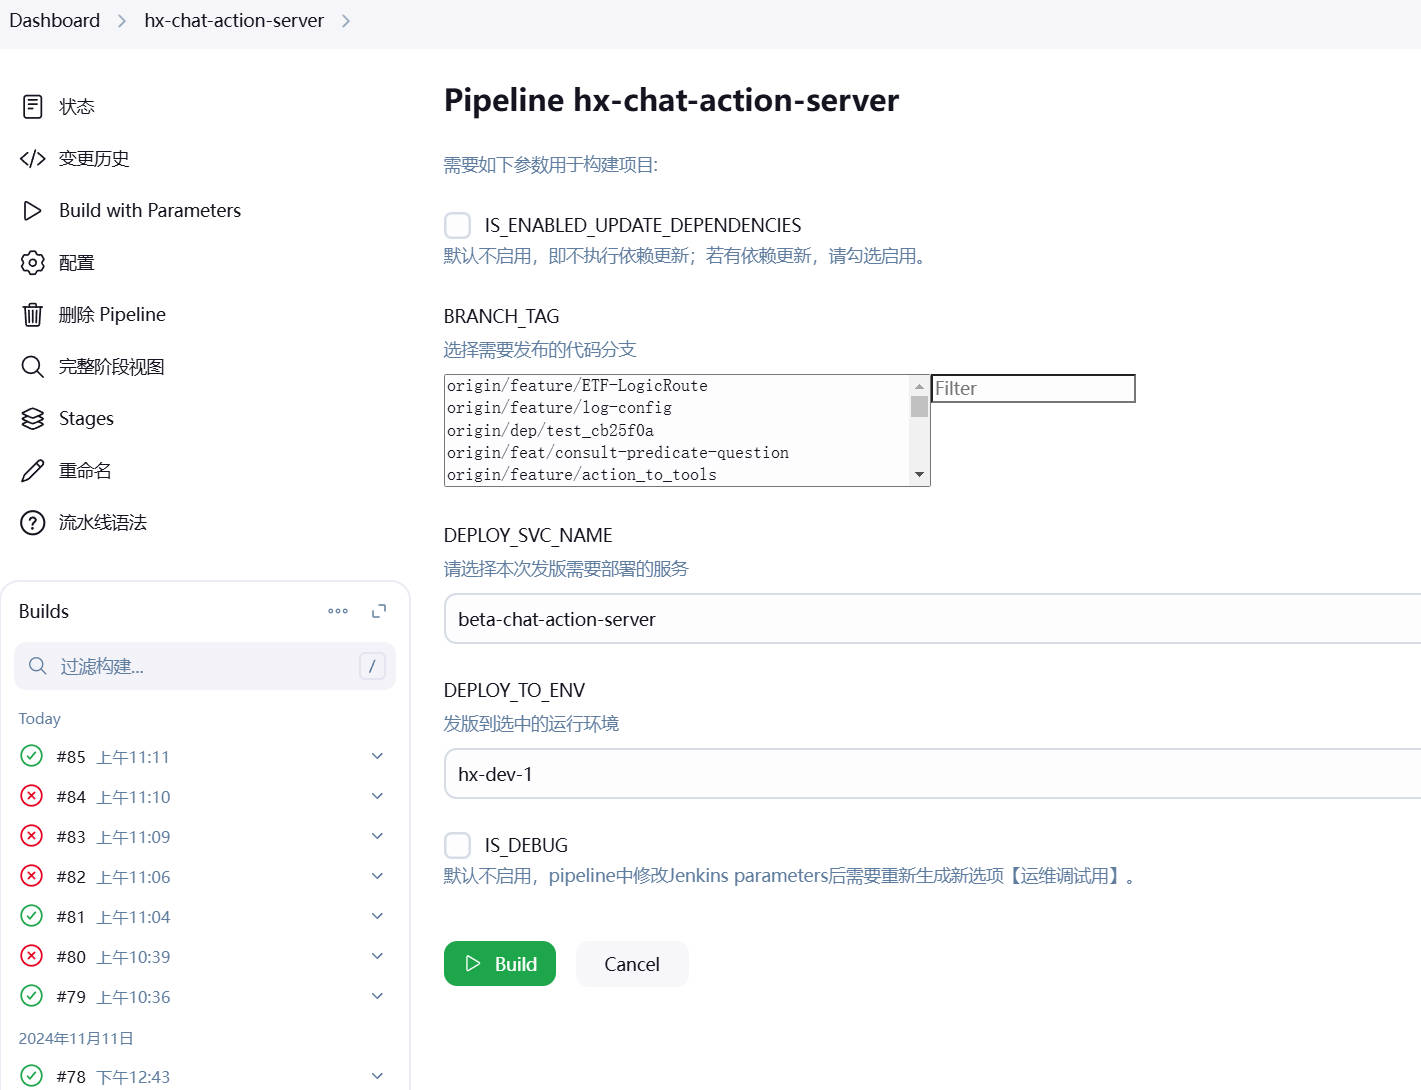 Dashboard
hx-chat-action-server
状态
变更历史
Build with Parameters
配置
删除 Pipeline
完整阶段视图
Stages
重命名
流水线语法
Builds
过滤构建...
/
Today
#85 上午11:11
#84 上午11:10
#83 上午11:09
#82 上午11:06
#81 上午11:04
#80 上午10:39
#79 上午10:36
2024年11月11日
#78 下午12:43
Pipeline hx-chat-action-server
需要如下参数用于构建项目:
IS_ENABLED_UPDATE_DEPENDENCIES
默认不启用，即不执行依赖更新；若有依赖更新，请勾选启用。
BRANCH_TAG
选择需要发布的代码分支
origin/feature/ETF-LogicRoute
origin/feature/log-config
origin/dep/test_cb25f0a
origin/feat/consult-predicate-question
origin/feature/action_to_tools
Filter
DEPLOY_SVC_NAME
请选择本次发版需要部署的服务
beta-chat-action-server
DEPLOY_TO_ENV
发版到选中的运行环境
hx-dev-1
IS_DEBUG
默认不启用，pipeline中修改Jenkins parameters后需要重新生成新选项【运维调试用】。
Build
Cancel